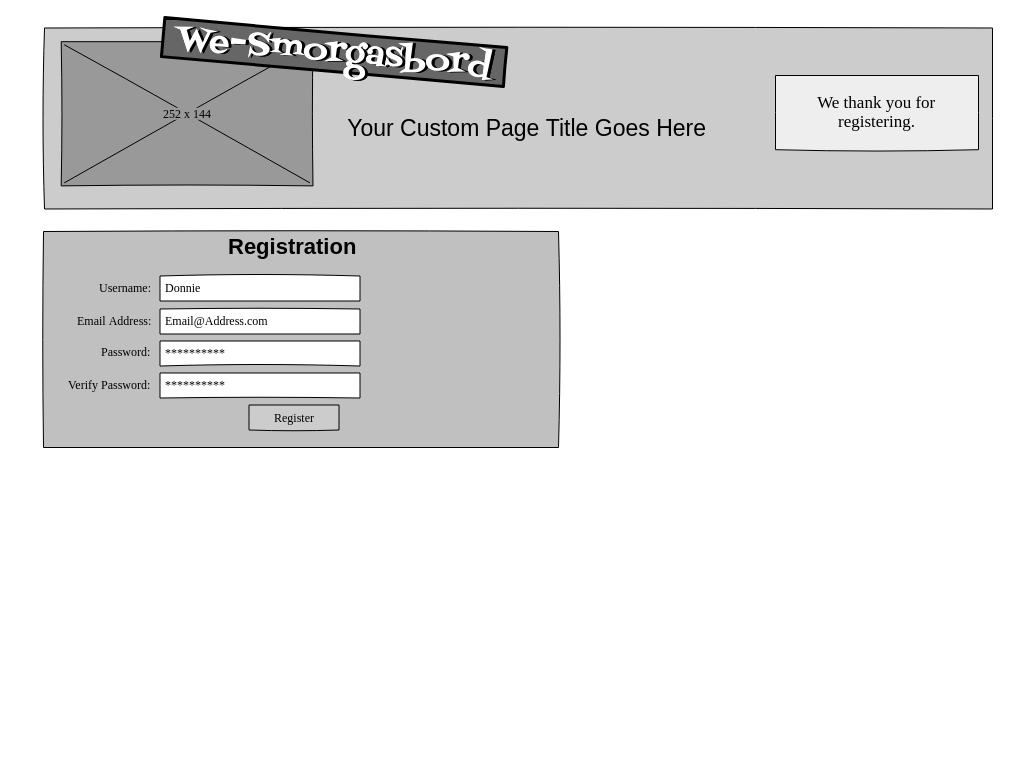 We-Smorgasbord
252 x 144
Your Custom Page Title Goes Here
We thank you for
registering.
Registration
Username: Donnie
Email Address: Email@Address.com
Password: **********
Verify Password: **********
Register